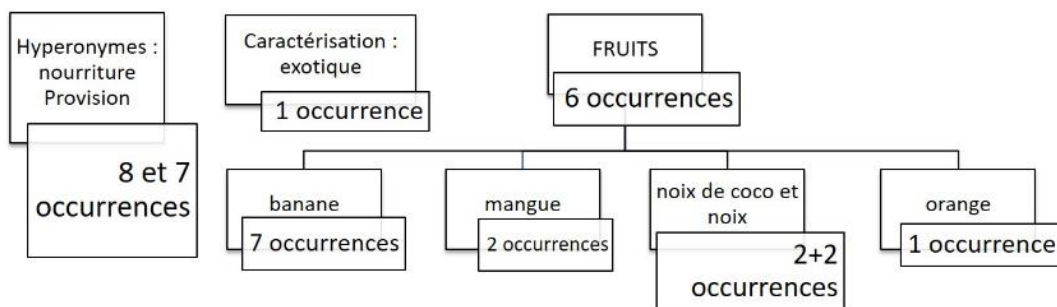 Hyperonymes :
nourriture
Provision
8 et 7
occurrences
Caractérisation :
exotique
1 occurrence
FRUITS
6 occurrences
banane
7 occurrences
mangue
2 occurrences
noix de coco et
noix
2+2
occurrences
orange
1 occurrence